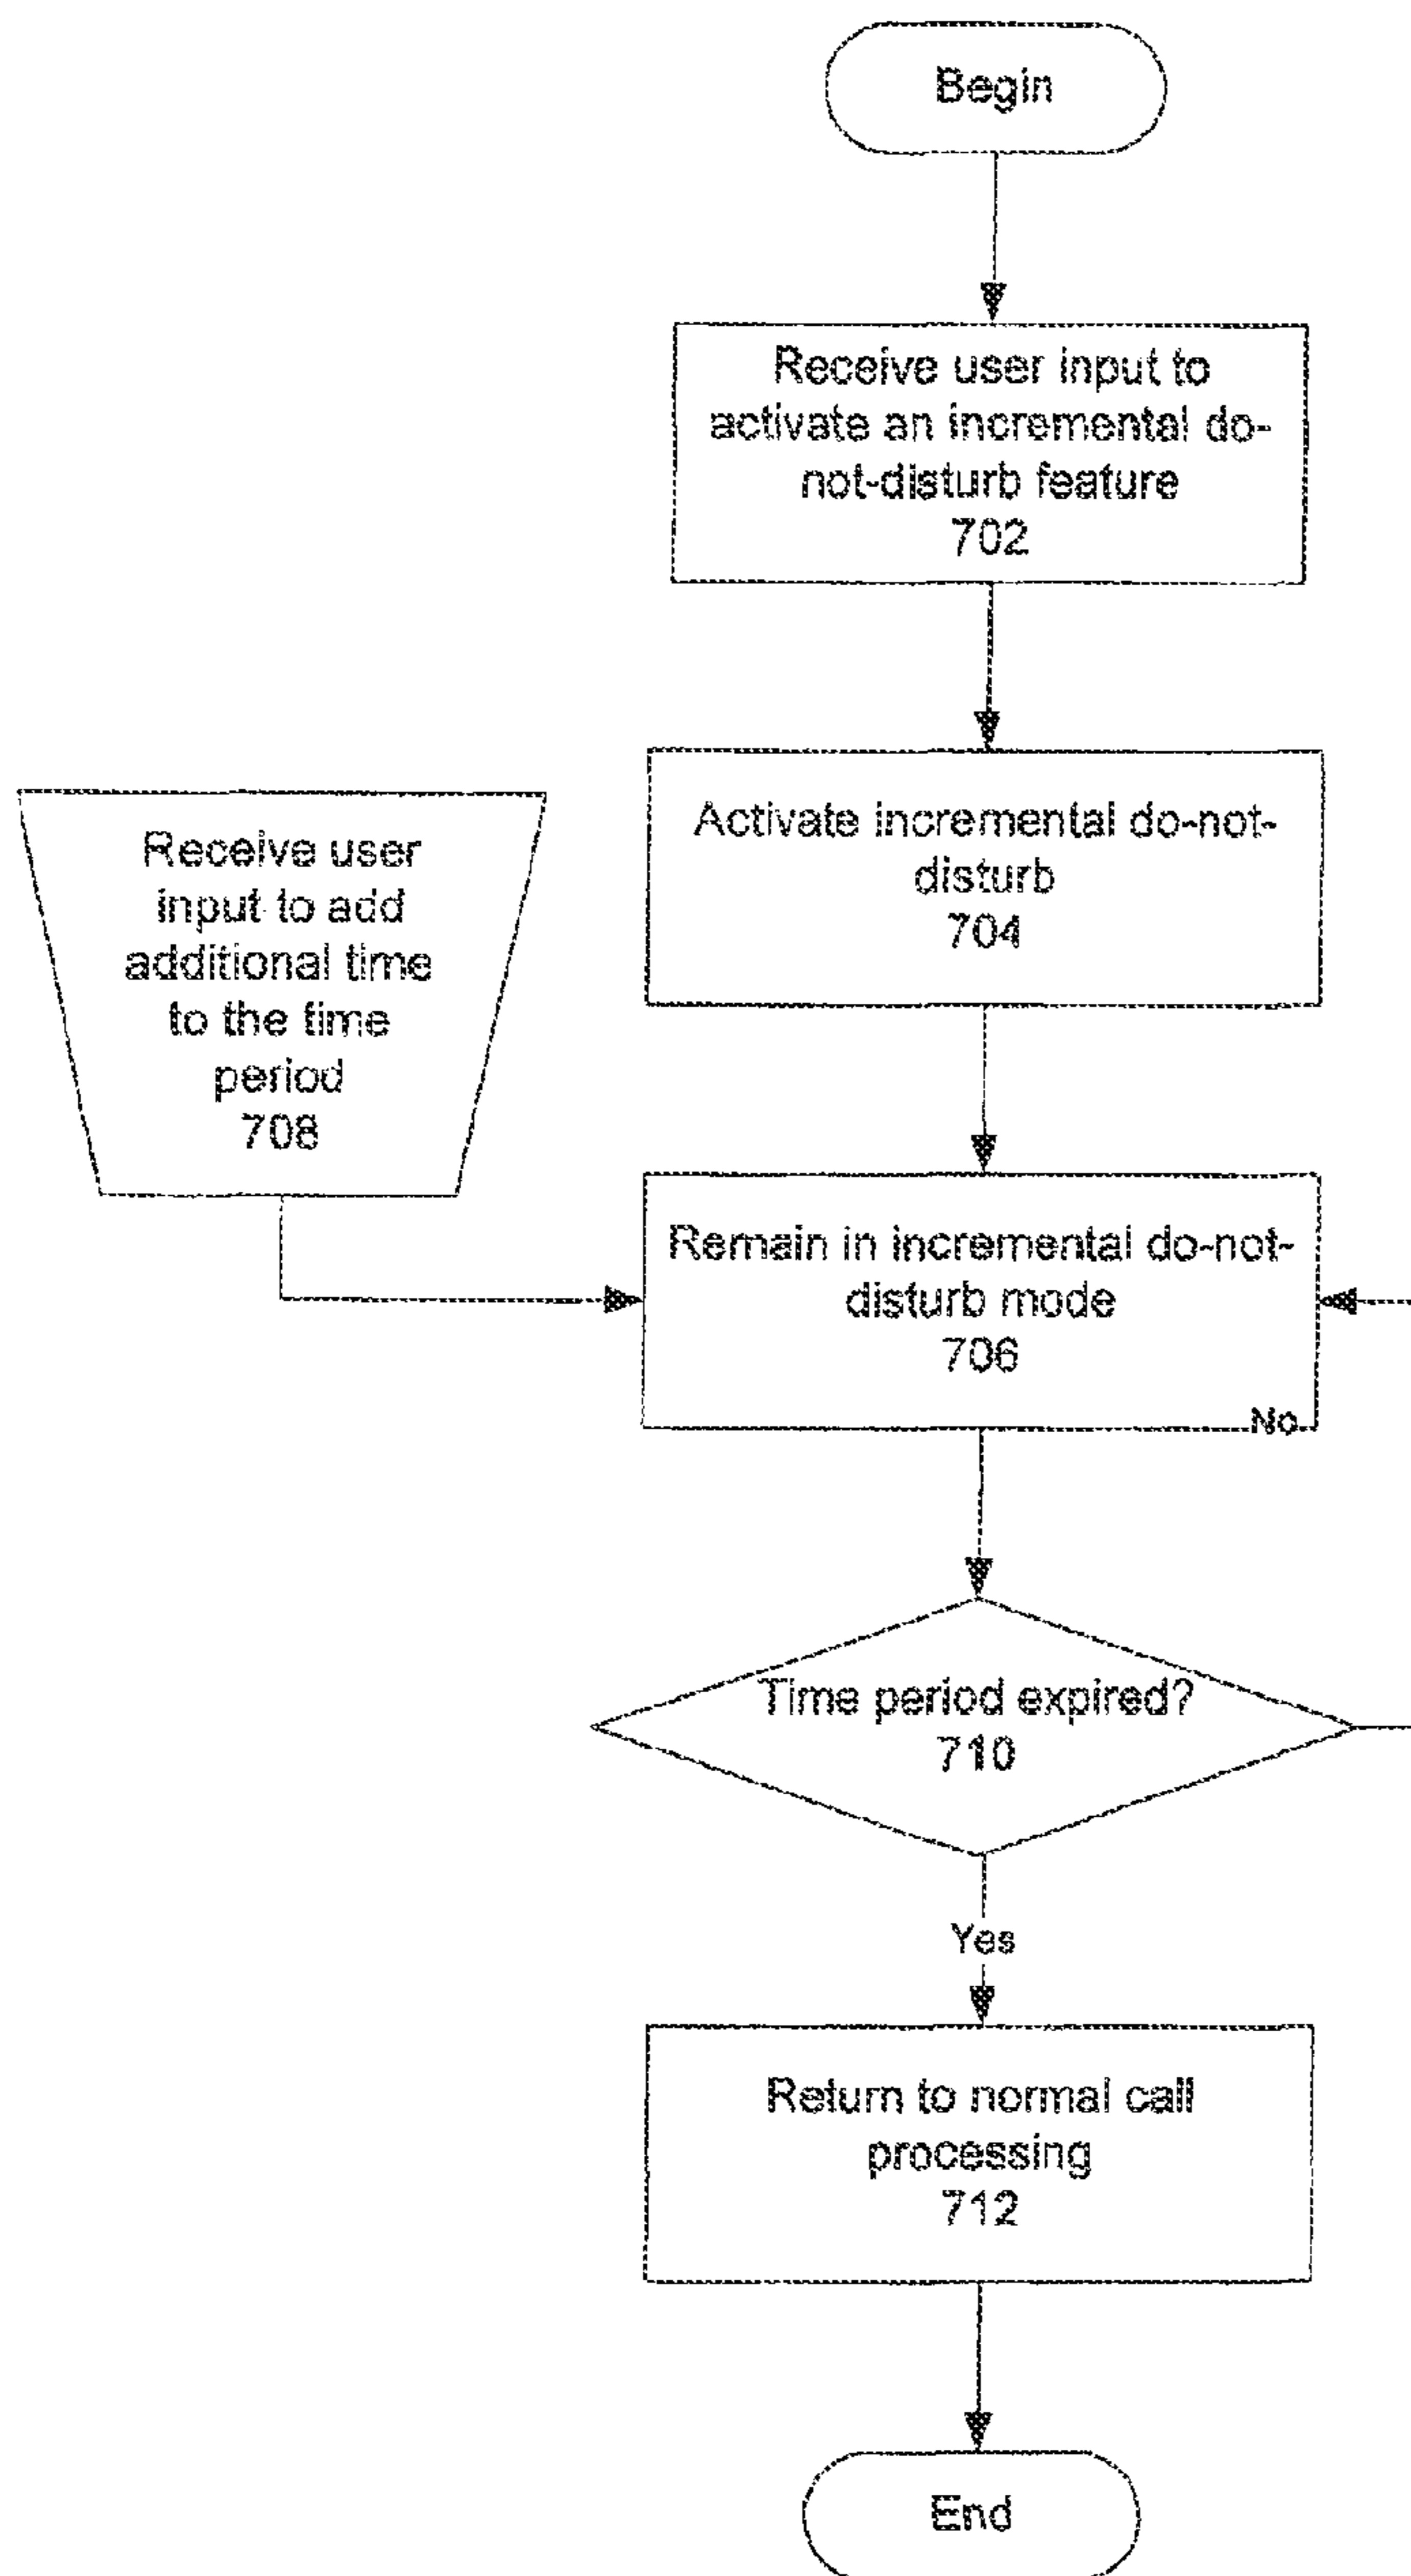 Begin
Receive user input to
activate an incremental do-
not-disturb feature
702
Activate incremental do-not-
disturb
704
Receive user
input to add
additional time
to the time
period
708
Remain in incremental do-not-
disturb mode
706
No
Time period expired?
710
Yes
Return to normal call
processing
712
End